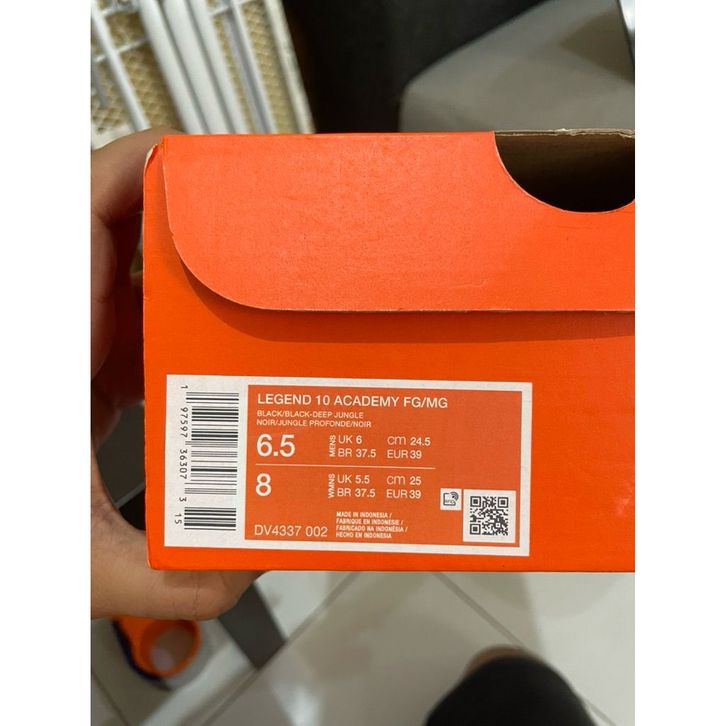 LEGEND 10 ACADEMY FG/MG
BLACK/BLACK-DEEP JUNGLE
NOIR/JUNGLE PROFONDE/NOIR
6.5 MENS UK 6 cm 24.5
BR 37.5 EUR 39
8 WMNS UK 5.5 cm 25
BR 37.5 EUR 39
DV4337 002
MADE IN INDONESIA /
FABRIQUE EN INDONESIE /
FABRICADO NA INDONÉSIA /
HECHO EN INDONESIA
1 97597 36307 3 15